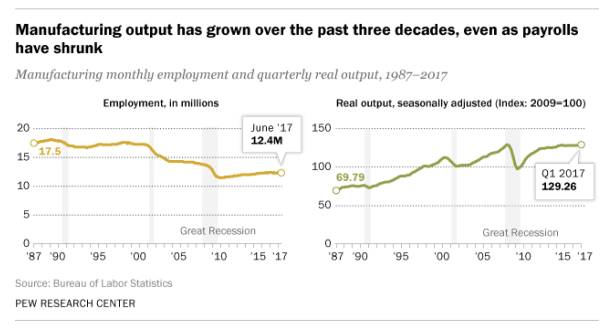 Manufacturing output has grown over the past three decades, even as payrolls
have shrunk
Manufacturing monthly employment and quarterly real output, 1987–2017
Employment, in millions
20
15
10
5
0
17.5
June '17
12.4M
Great Recession
'87 '90 '95 '00 '05 '10 '15 '17
Real output, seasonally adjusted (Index: 2009=100)
150
100
50
0
69.79
Q1 2017
129.26
Great Recession
'87 '90 '95 '00 '05 '10 '15 '17
Source: Bureau of Labor Statistics
PEW RESEARCH CENTER